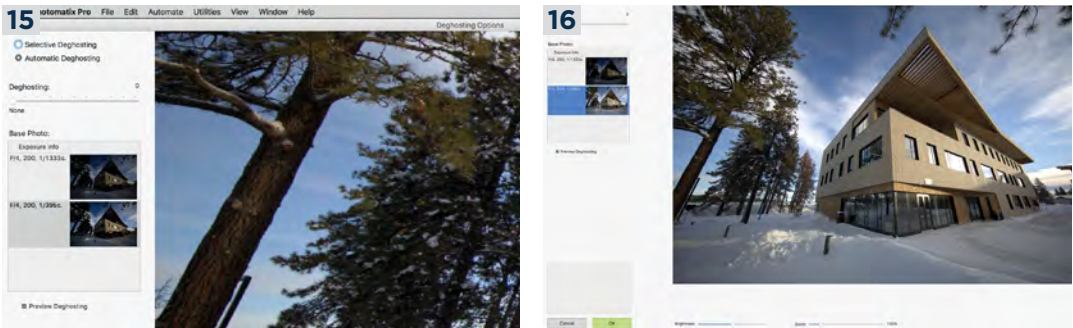 15
otomatix Pro File Edit Automate Utilities View Window Help
Deghosting Options
Selective Deghosting
Automatic Deghosting
Deghosting: 0
None
Base Photo:
Exposure info
F/4, 200, 1/1333s.
F/4, 200, 1/395s.
Preview Deghosting
16
Base Photo:
Exposure info
Preview Deghosting
Cancel OK
Brightness 100%